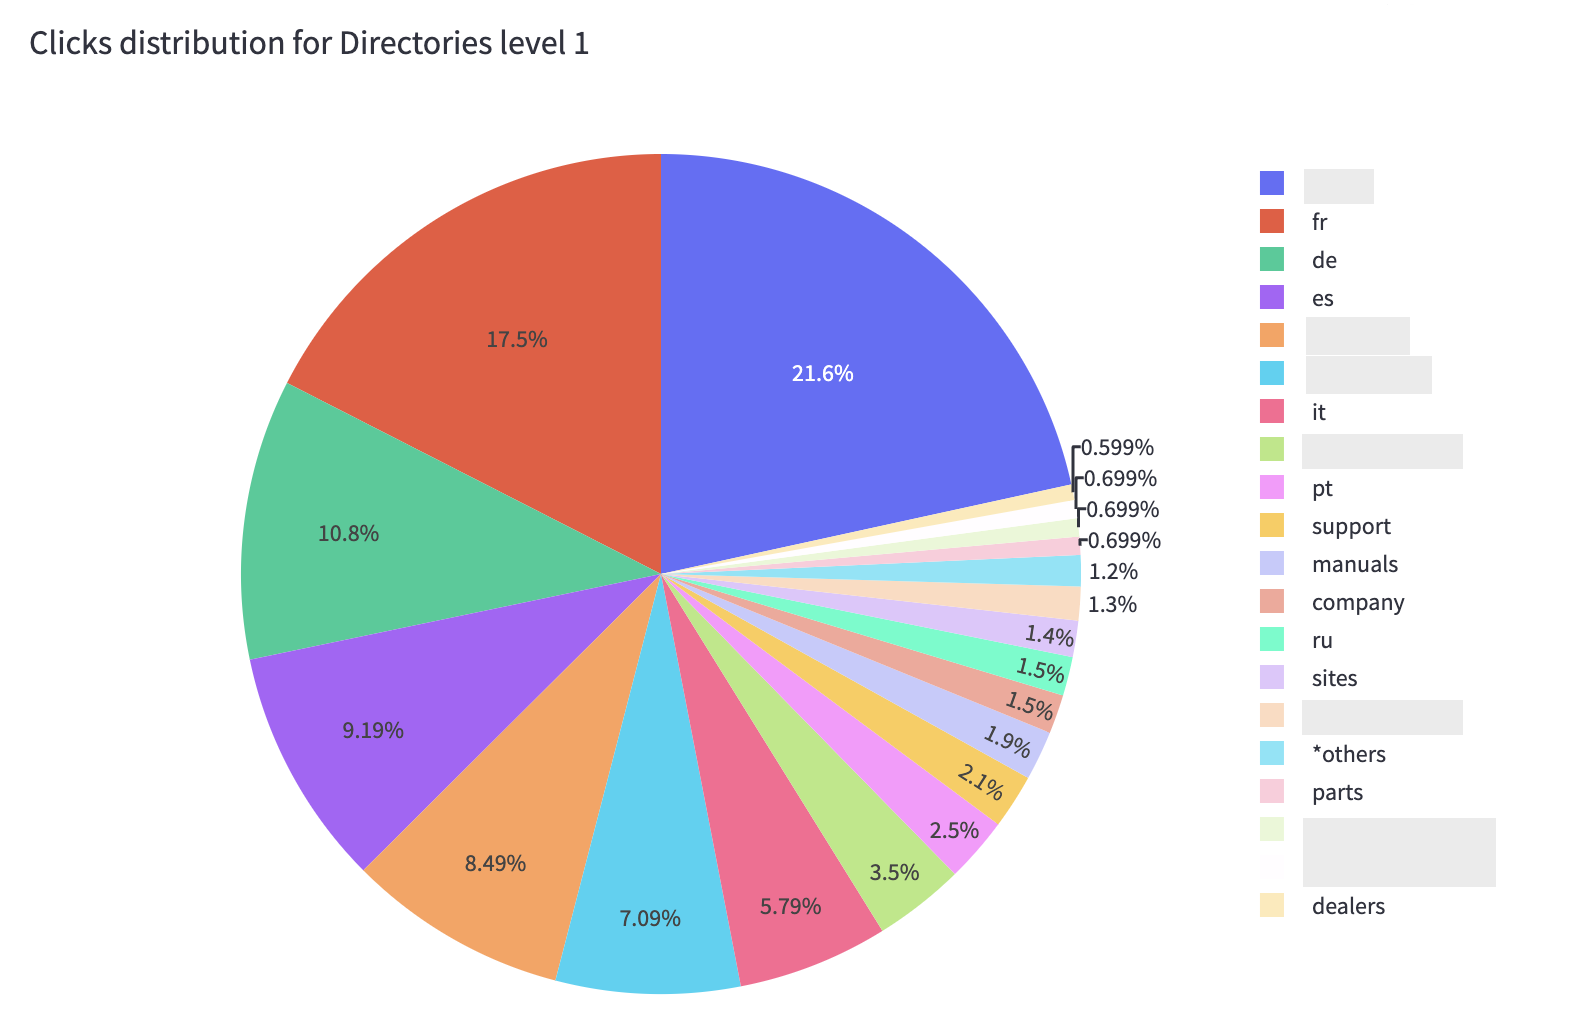 Clicks distribution for Directories level 1
17.5%
21.6%
0.599%
0.699%
0.699%
0.699%
10.8%
1.2%
1.3%
1.4%
1.5%
1.5%
1.9%
2.1%
2.5%
3.5%
5.79%
7.09%
8.49%
9.19%
fr
de
es
it
pt
support
manuals
company
ru
sites
*others
parts
dealers